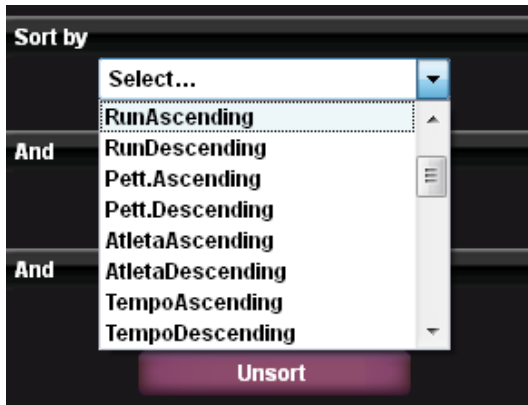 Sort by
Select...
RunAscending
RunDescending
And
Pett.Ascending
Pett.Descending
AtletaAscending
And
AtletaDescending
TempoAscending
TempoDescending
Unsort